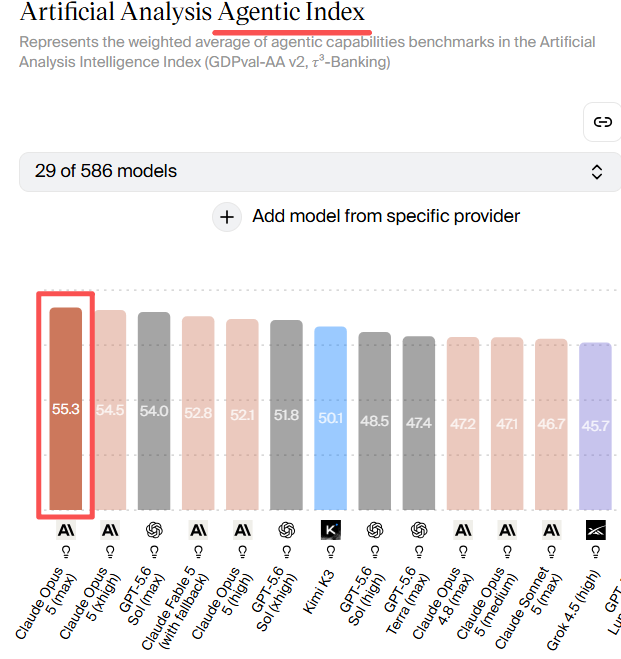 Artificial Analysis Agentic Index
Represents the weighted average of agentic capabilities benchmarks in the Artificial
Analysis Intelligence Index (GDPval-AA v2, τ³-Banking)
29 of 586 models
Add model from specific provider
55.3
54.5
54.0
52.8
52.1
51.8
50.1
48.5
47.4
47.2
47.1
46.7
45.7
Claude Opus
5 (max)
Claude Opus
5 (xhigh)
GPT-5.6
Sol (max)
Claude Fable 5
(with fallback)
Claude Opus
5 (high)
GPT-5.6
Sol (xhigh)
Kimi K3
GPT-5.6
Sol (high)
GPT-5.6
Terra (max)
Claude Opus
4.8 (max)
Claude Opus
5 (medium)
Claude Sonnet
5 (max)
Grok 4.5 (high)